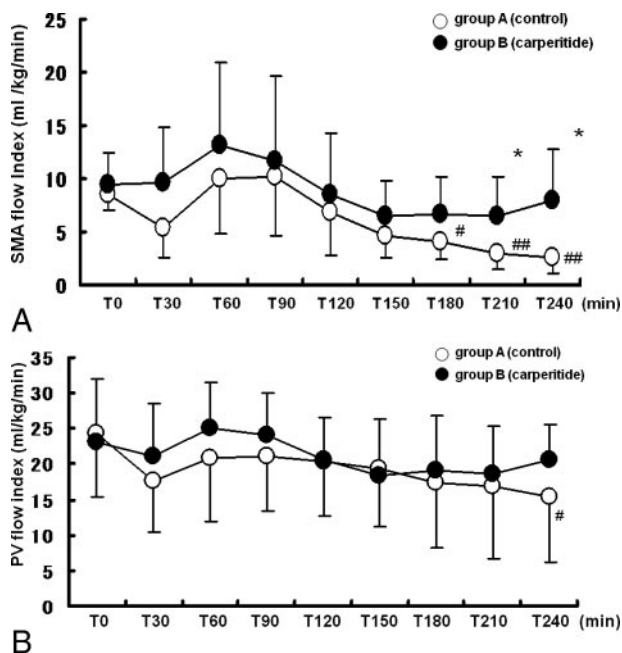 group A (control)
group B (carperitide)
SMA flow Index (ml /kg/min)
25
20
15
10
5
0
*
*
#
##
##
T0 T30 T60 T90 T120 T150 T180 T210 T240 (min)
A
group A (control)
group B (carperitide)
PV flow index (ml/kg/min)
35
30
25
20
15
10
5
0
#
T0 T30 T60 T90 T120 T150 T180 T210 T240 (min)
B